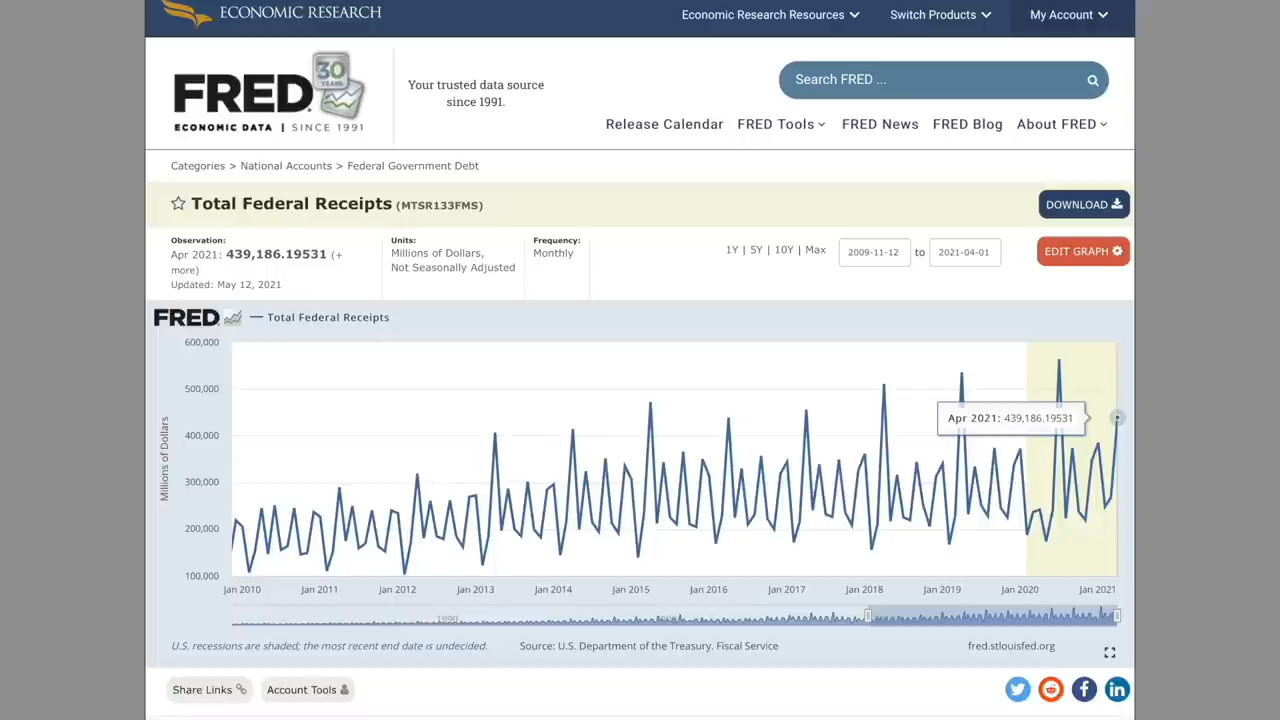 ECONOMIC RESEARCH
Economic Research Resources
Switch Products
My Account
30
YEARS
FRED
ECONOMIC DATA | SINCE 1991
Your trusted data source
since 1991.
Search FRED ...
Release Calendar
FRED Tools
FRED News
FRED Blog
About FRED
Categories > National Accounts > Federal Government Debt
Total Federal Receipts (MTSR133FMS)
DOWNLOAD
Observation:
Apr 2021: 439,186.19531 (+
more)
Updated: May 12, 2021
Units:
Millions of Dollars,
Not Seasonally Adjusted
Frequency:
Monthly
1Y | 5Y | 10Y | Max
2009-11-12 to 2021-04-01
EDIT GRAPH
FRED
Total Federal Receipts
600,000
500,000
400,000
300,000
200,000
100,000
Millions of Dollars
Apr 2021: 439,186.19531
Jan 2010
Jan 2011
Jan 2012
Jan 2013
Jan 2014
Jan 2015
Jan 2016
Jan 2017
Jan 2018
Jan 2019
Jan 2020
Jan 2021
1990
U.S. recessions are shaded; the most recent end date is undecided.
Source: U.S. Department of the Treasury. Fiscal Service
fred.stlouisfed.org
Share Links
Account Tools